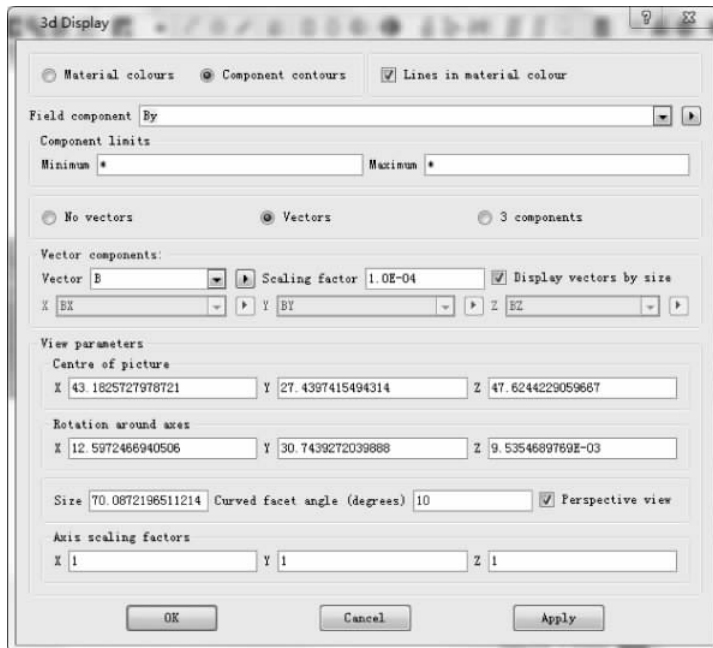 3d Display
Material colours Component contours Lines in material colour
Field component By
Component limits
Minimum * Maximum *
No vectors Vectors 3 components
Vector components:
Vector B Scaling factor 1.0E-04 Display vectors by size
X BX Y BY Z BZ
View parameters
Centre of picture
X 43.1825727978721 Y 27.4397415494314 Z 47.6244229059667
Rotation around axes
X 12.5972466940506 Y 30.7439272039888 Z 9.5354689769E-03
Size 70.0872196511214 Curved facet angle (degrees) 10 Perspective view
Axis scaling factors
X 1 Y 1 Z 1
OK Cancel Apply